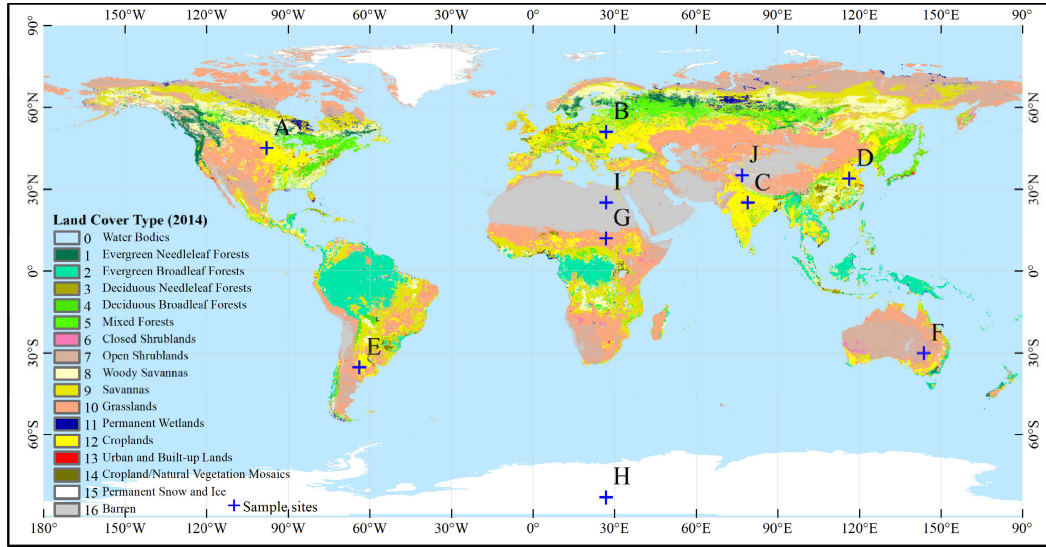 150°W 120°W 90°W 60°W 30°W 0° 30°E 60°E 90°E 120°E 150°E 90°E
90°
60°N
30°N
0°
30°S
60°S
60°N
30°N
0°
30°S
60°S
A
B
J
D
C
I
G
F
E
H
Land Cover Type (2014)
0 Water Bodies
1 Evergreen Needleleaf Forests
2 Evergreen Broadleaf Forests
3 Deciduous Needleleaf Forests
4 Deciduous Broadleaf Forests
5 Mixed Forests
6 Closed Shrublands
7 Open Shrublands
8 Woody Savannas
9 Savannas
10 Grasslands
11 Permanent Wetlands
12 Croplands
13 Urban and Built-up Lands
14 Cropland/Natural Vegetation Mosaics
15 Permanent Snow and Ice
16 Barren
Sample sites
180° 150°W 120°W 90°W 60°W 30°W 0° 30°E 60°E 90°E 120°E 150°E 90°E